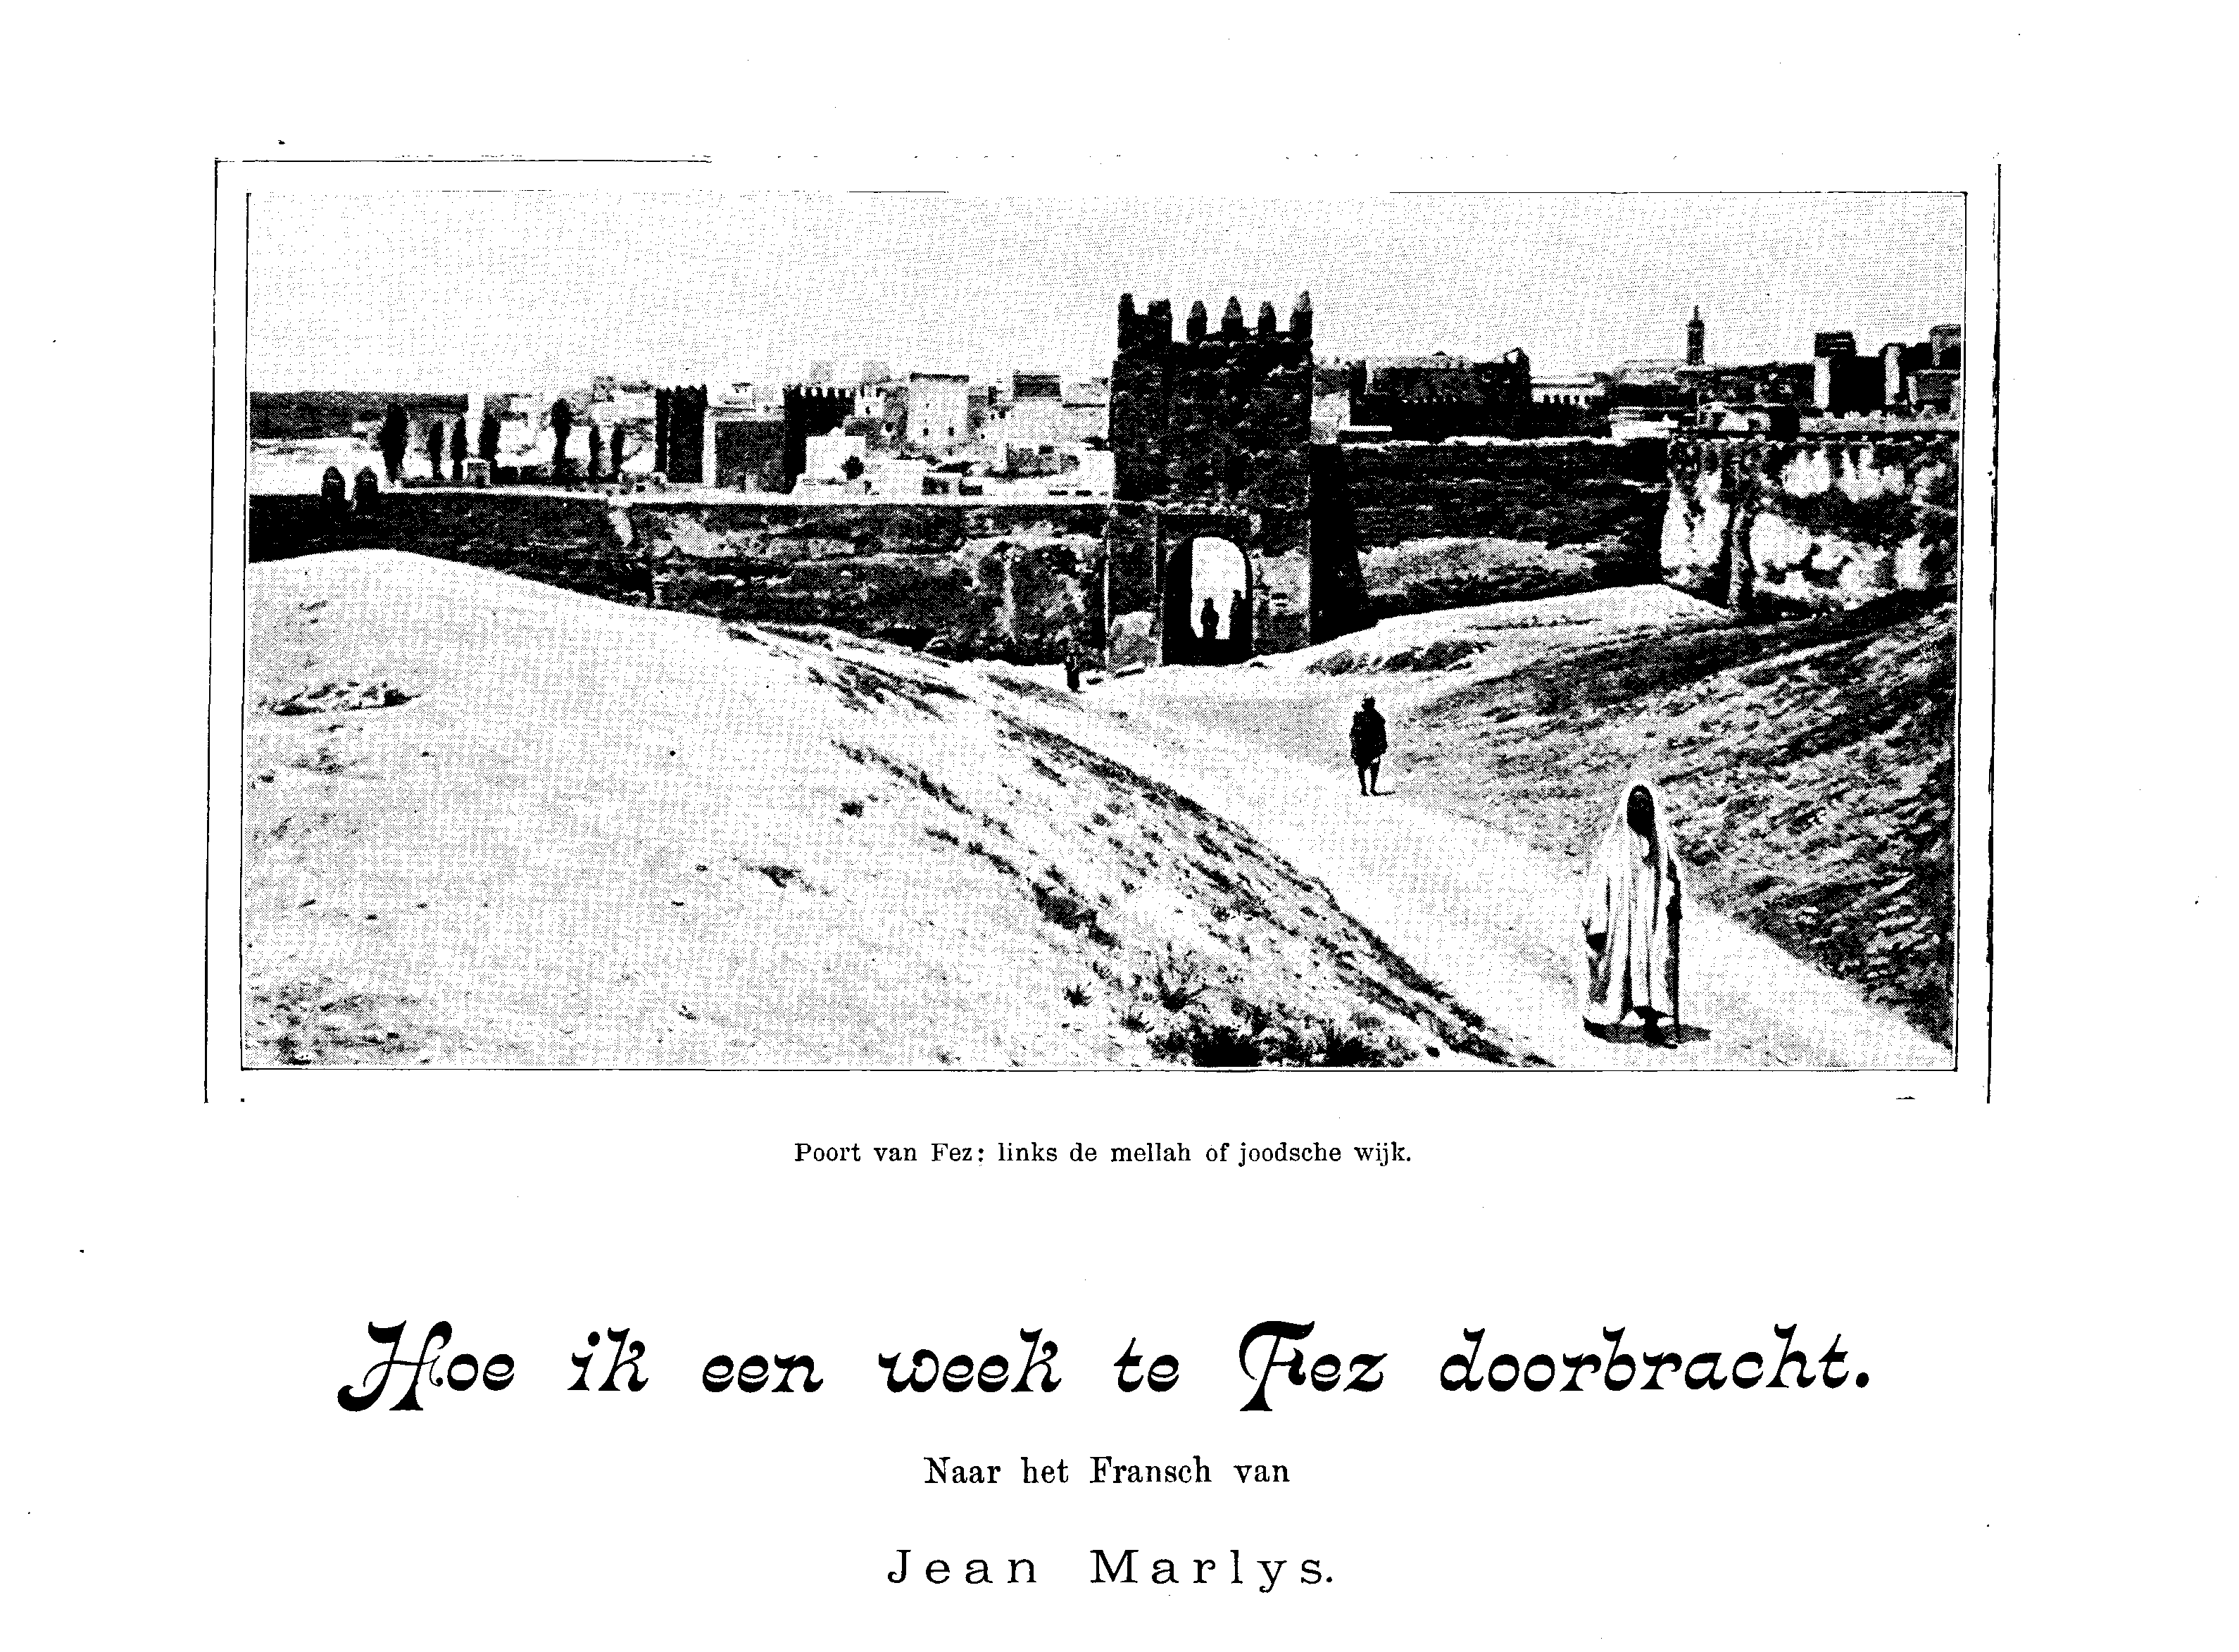 Poort van Fez: links de mellah of joodsche wijk.
Hoe ik een week te Fez doorbracht.
Naar het Fransch van
Jean Marlys.